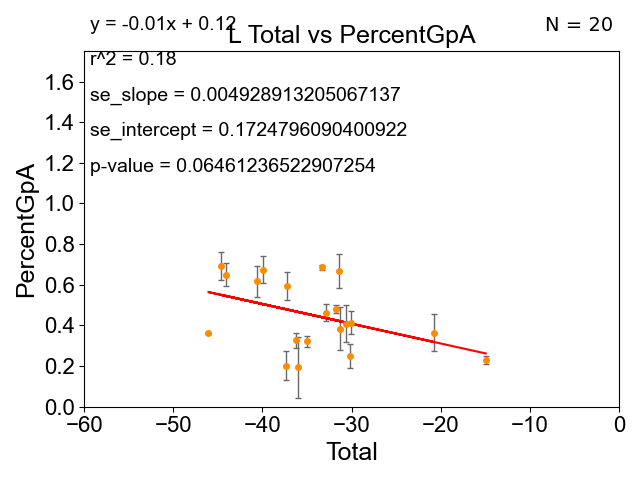 y = -0.01x + 0.12
N = 20
L Total vs PercentGpA
r^2 = 0.18
se_slope = 0.004928913205067137
se_intercept = 0.1724796090400922
p-value = 0.06461236522907254
PercentGpA
1.6
1.4
1.2
1.0
0.8
0.6
0.4
0.2
0.0
−60 −50 −40 −30 −20 −10 0
Total